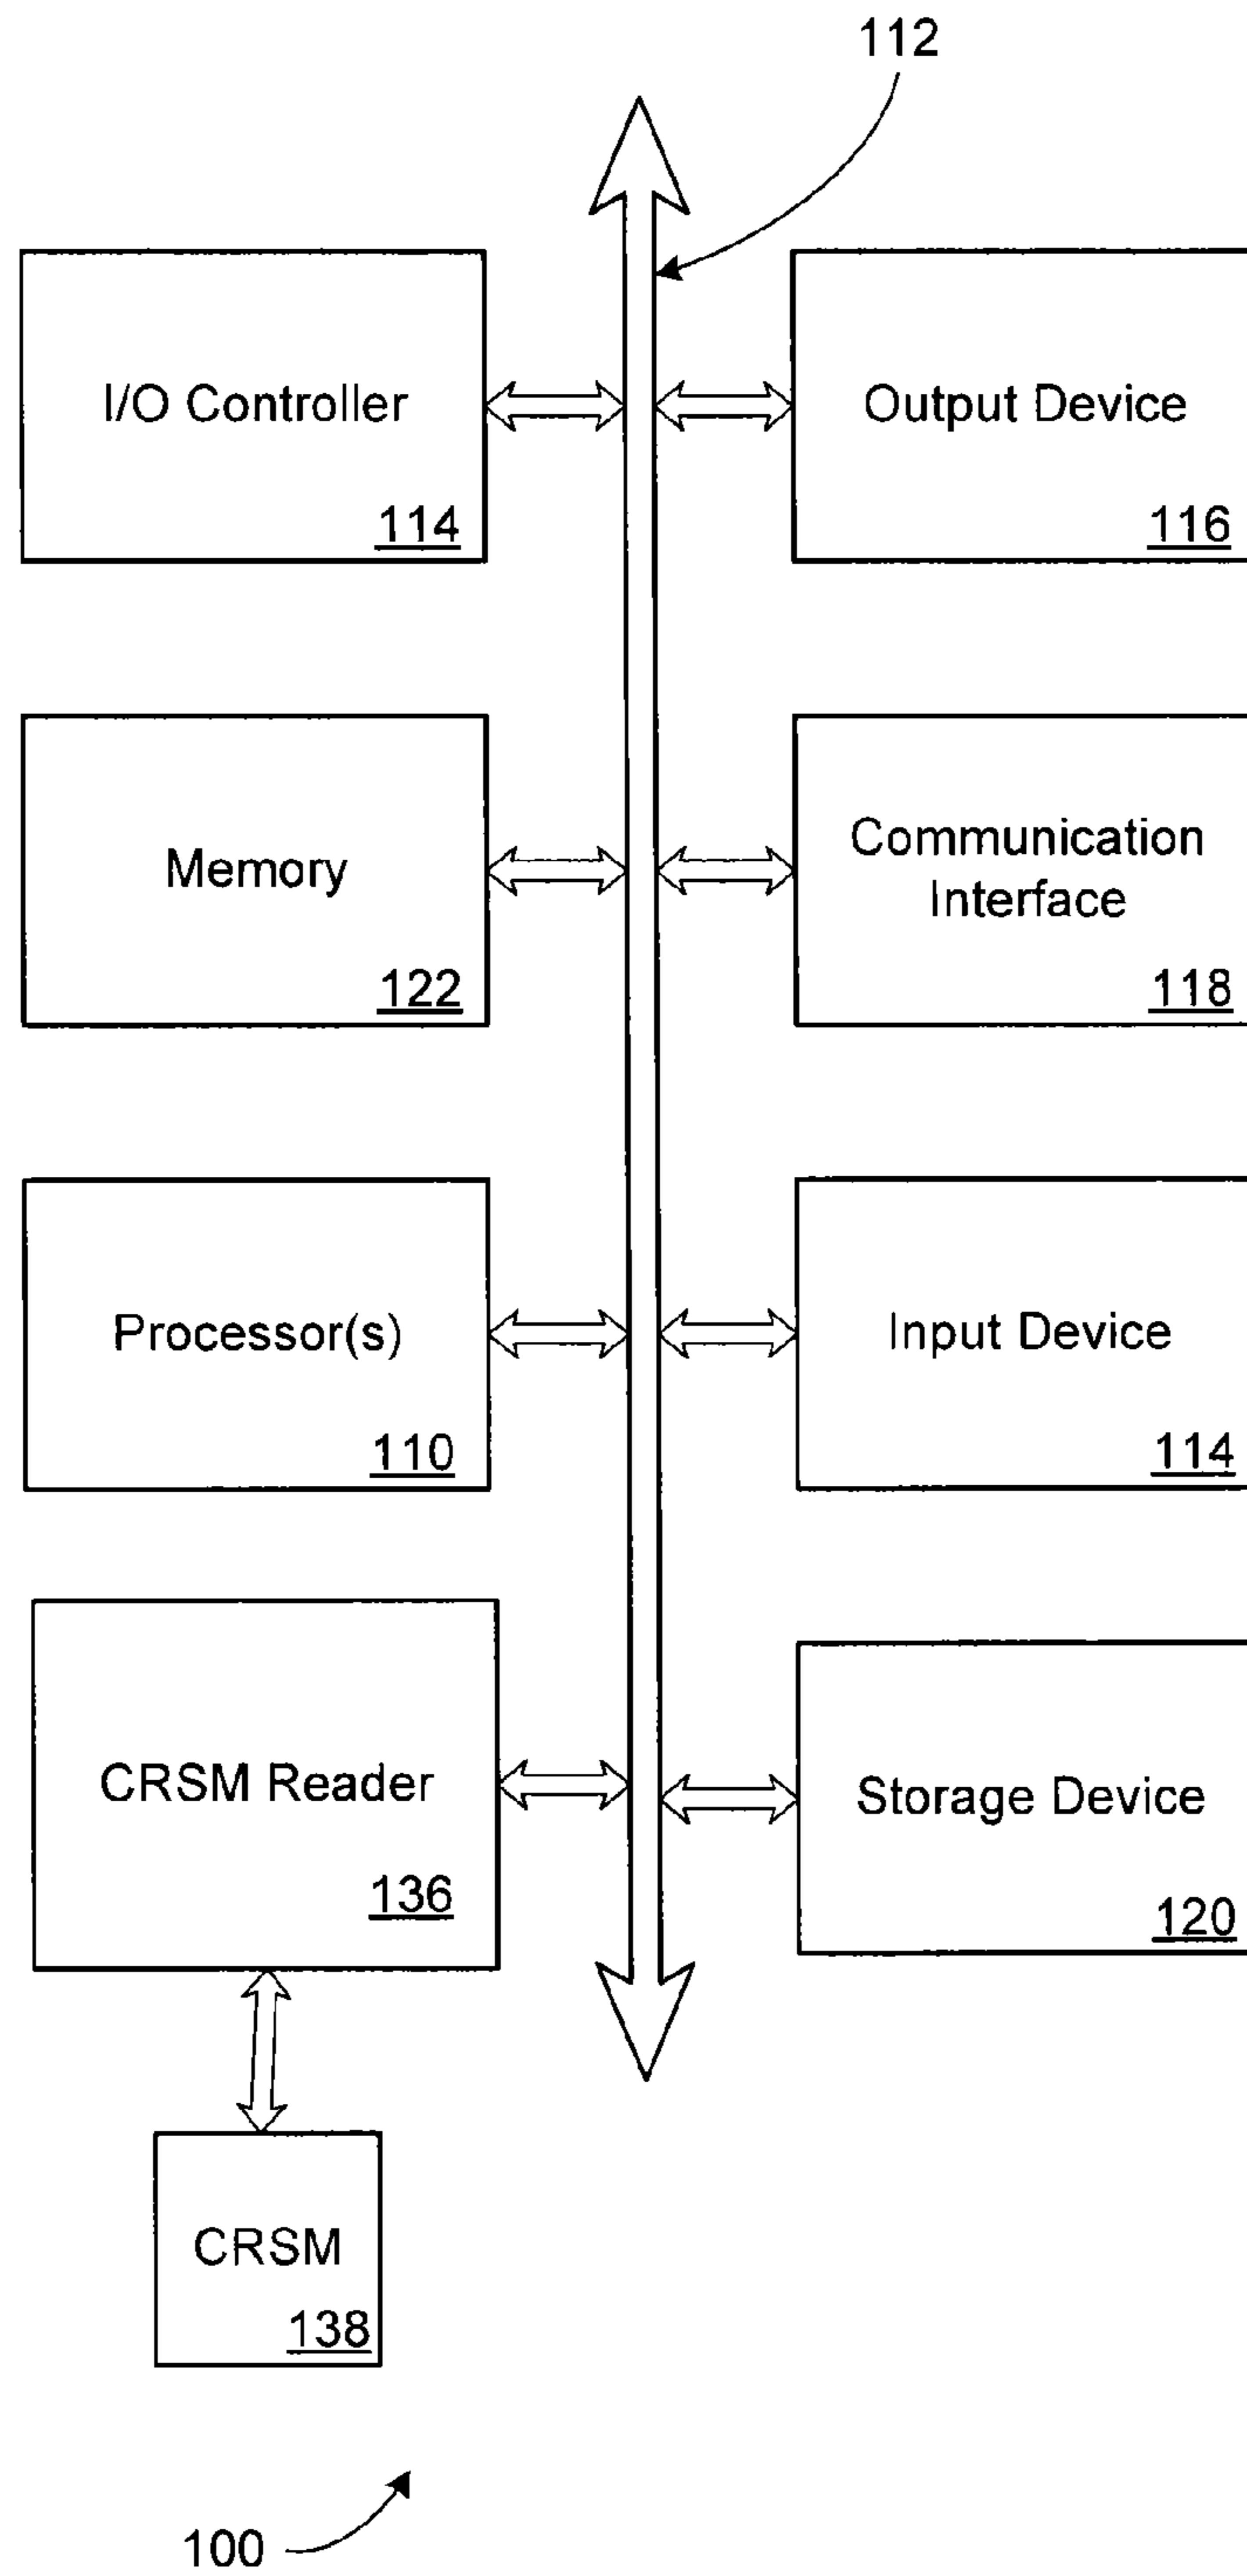 112
I/O Controller
114
Output Device
116
Memory
122
Communication
Interface
118
Processor(s)
110
Input Device
114
CRSM Reader
136
Storage Device
120
CRSM
138
100